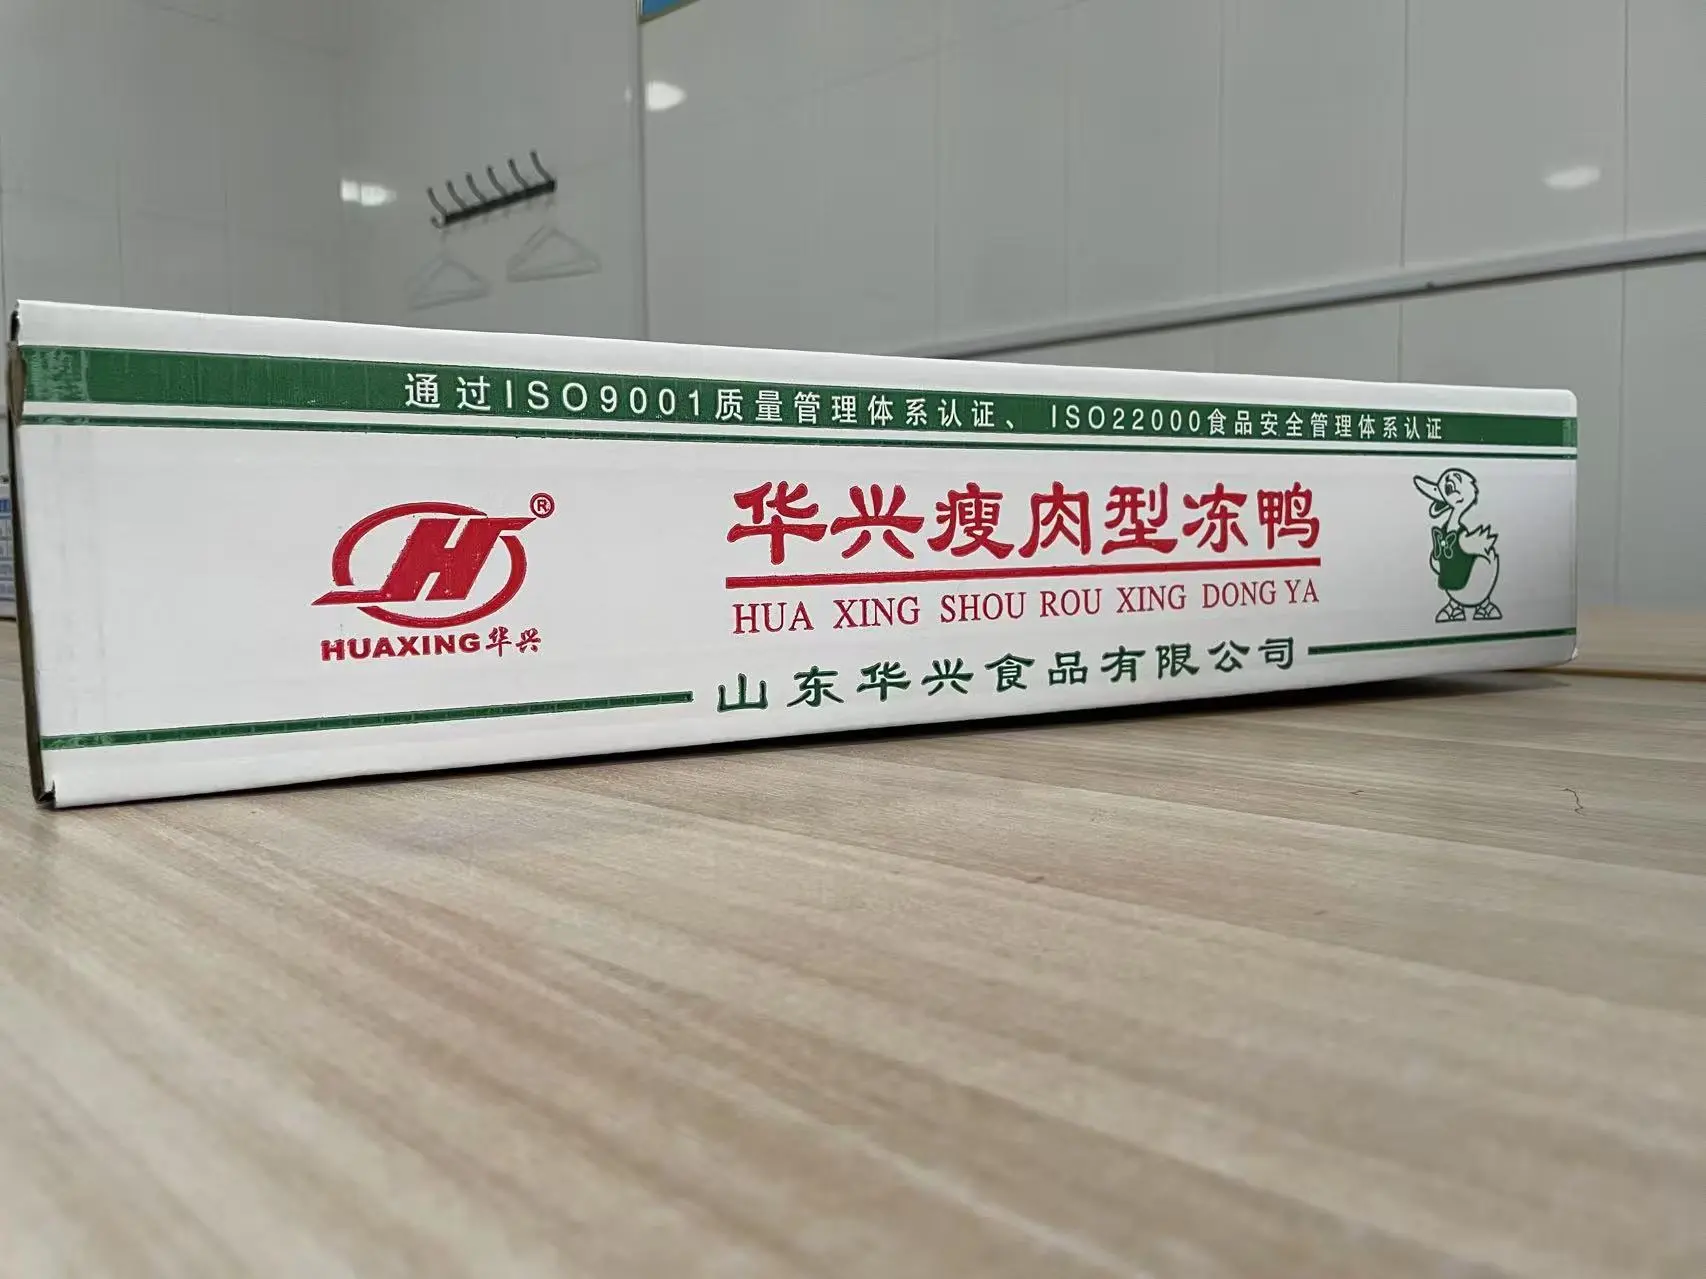 通过ISO9001质量管理体系认证、 ISO22000食品安全管理体系认证
®
HUAXING华兴
华兴瘦肉型冻鸭
HUA XING SHOU ROU XING DONG YA
山东华兴食品有限公司